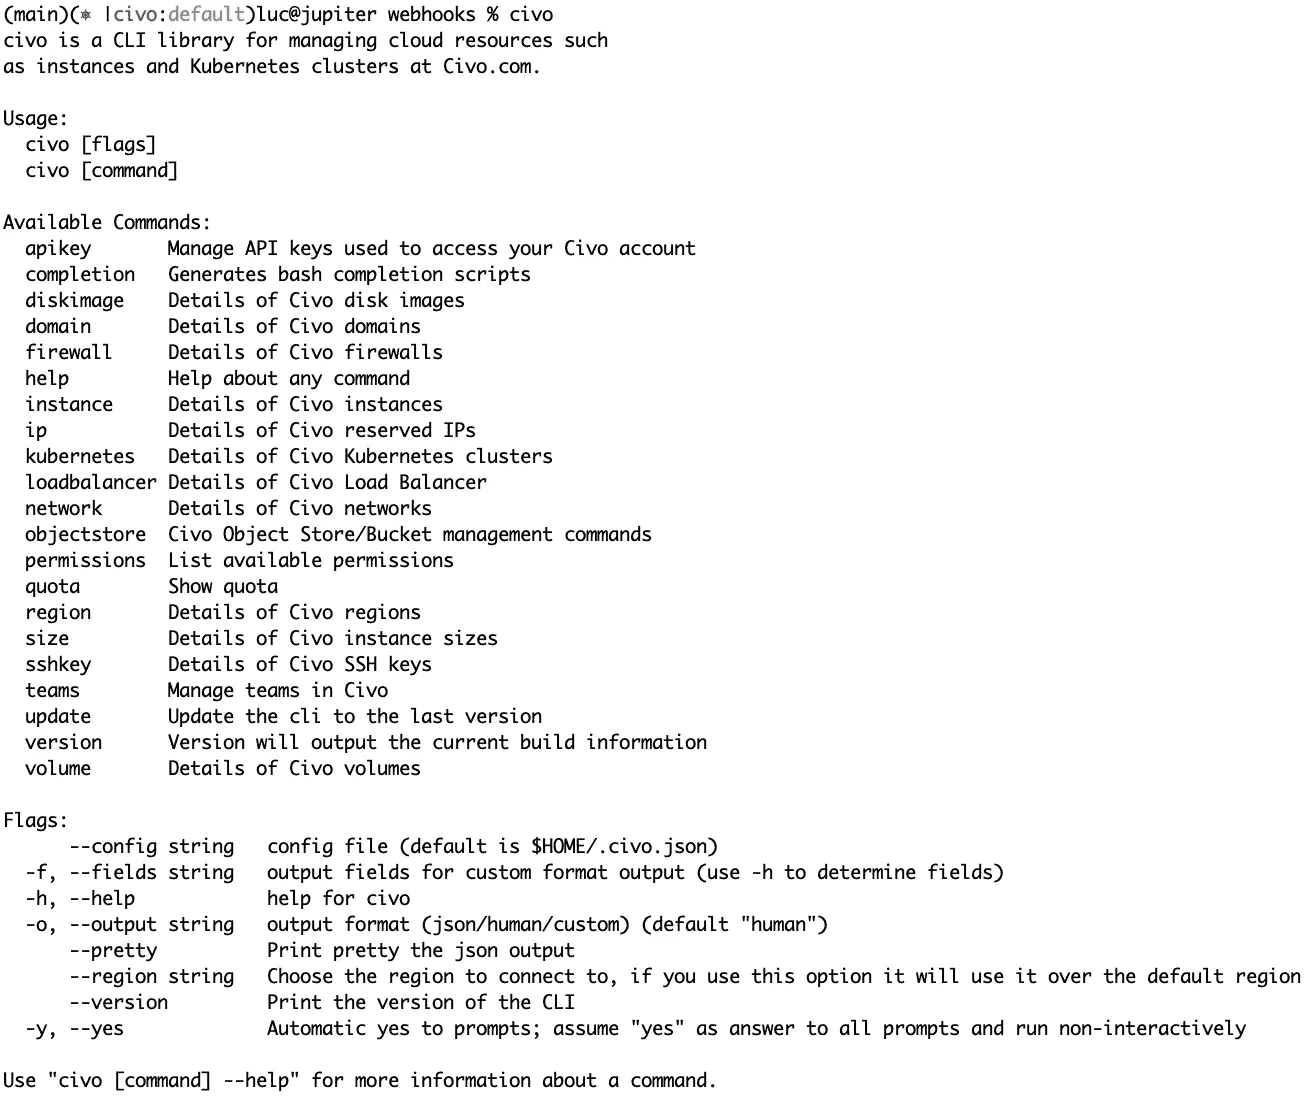 (main)(⎈ |civo:default)luc@jupiter webhooks % civo
civo is a CLI library for managing cloud resources such
as instances and Kubernetes clusters at Civo.com.

Usage:
  civo [flags]
  civo [command]

Available Commands:
  apikey       Manage API keys used to access your Civo account
  completion   Generates bash completion scripts
  diskimage    Details of Civo disk images
  domain       Details of Civo domains
  firewall     Details of Civo firewalls
  help         Help about any command
  instance     Details of Civo instances
  ip           Details of Civo reserved IPs
  kubernetes   Details of Civo Kubernetes clusters
  loadbalancer Details of Civo Load Balancer
  network      Details of Civo networks
  objectstore  Civo Object Store/Bucket management commands
  permissions  List available permissions
  quota        Show quota
  region       Details of Civo regions
  size         Details of Civo instance sizes
  sshkey       Details of Civo SSH keys
  teams        Manage teams in Civo
  update       Update the cli to the last version
  version      Version will output the current build information
  volume       Details of Civo volumes

Flags:
      --config string   config file (default is $HOME/.civo.json)
  -f, --fields string   output fields for custom format output (use -h to determine fields)
  -h, --help            help for civo
  -o, --output string   output format (json/human/custom) (default "human")
      --pretty          Print pretty the json output
      --region string   Choose the region to connect to, if you use this option it will use it over the default region
      --version         Print the version of the CLI
  -y, --yes             Automatic yes to prompts; assume "yes" as answer to all prompts and run non-interactively

Use "civo [command] --help" for more information about a command.